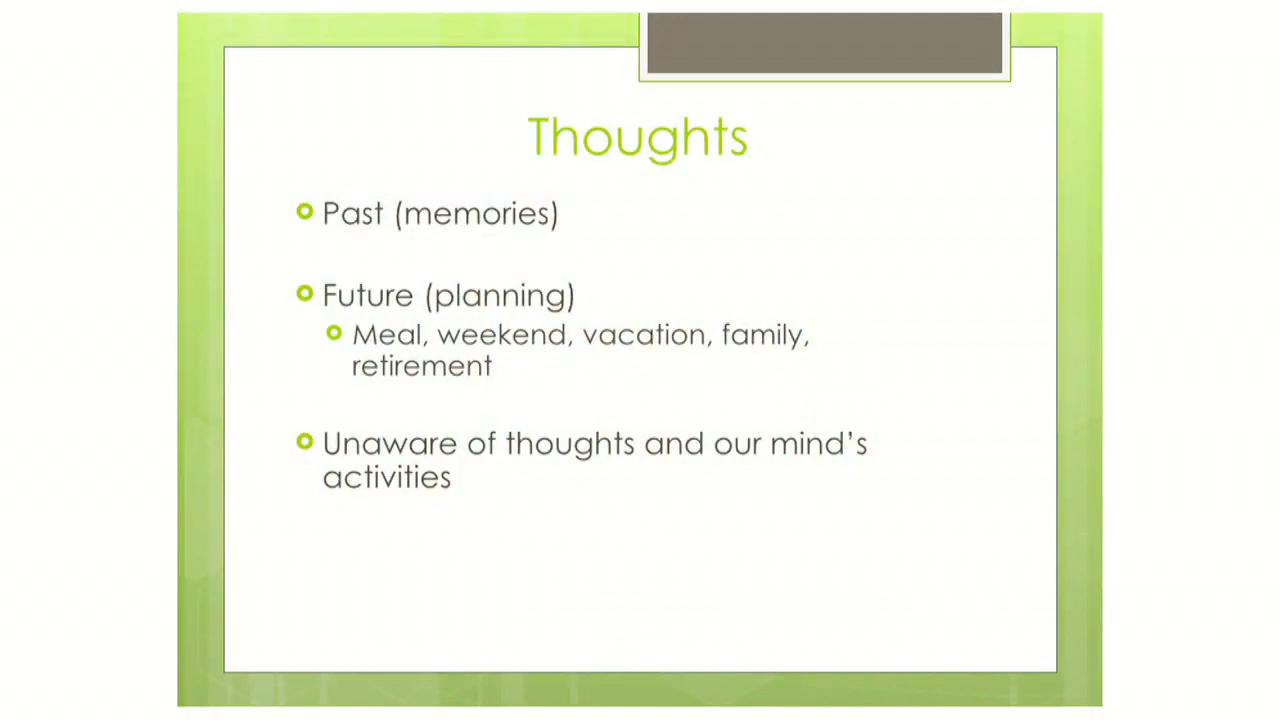 Thoughts
Past (memories)
Future (planning)
Meal, weekend, vacation, family,
retirement
Unaware of thoughts and our mind's
activities